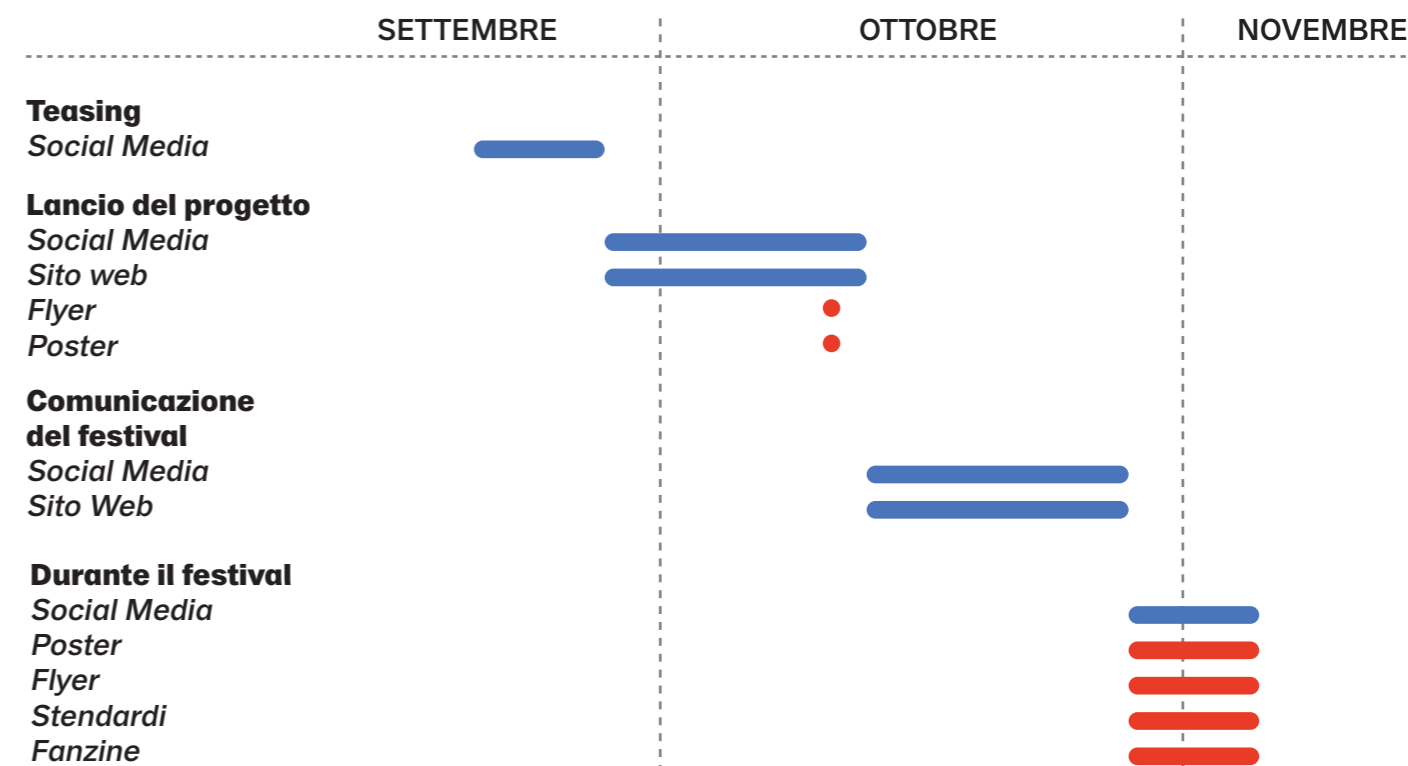 SETTEMBRE OTTOBRE NOVEMBRE
Teasing
Social Media
Lancio del progetto
Social Media
Sito web
Flyer
Poster
Comunicazione
del festival
Social Media
Sito Web
Durante il festival
Social Media
Poster
Flyer
Stendardi
Fanzine